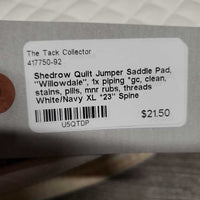 The Tack Collector
417750-92
Shedrow Quilt Jumper Saddle Pad,
"Willowdale", 1x piping *gc, clean,
stains, pills, mnr rubs, threads
White/Navy XL *23" Spine
$21.50
U5QTDP